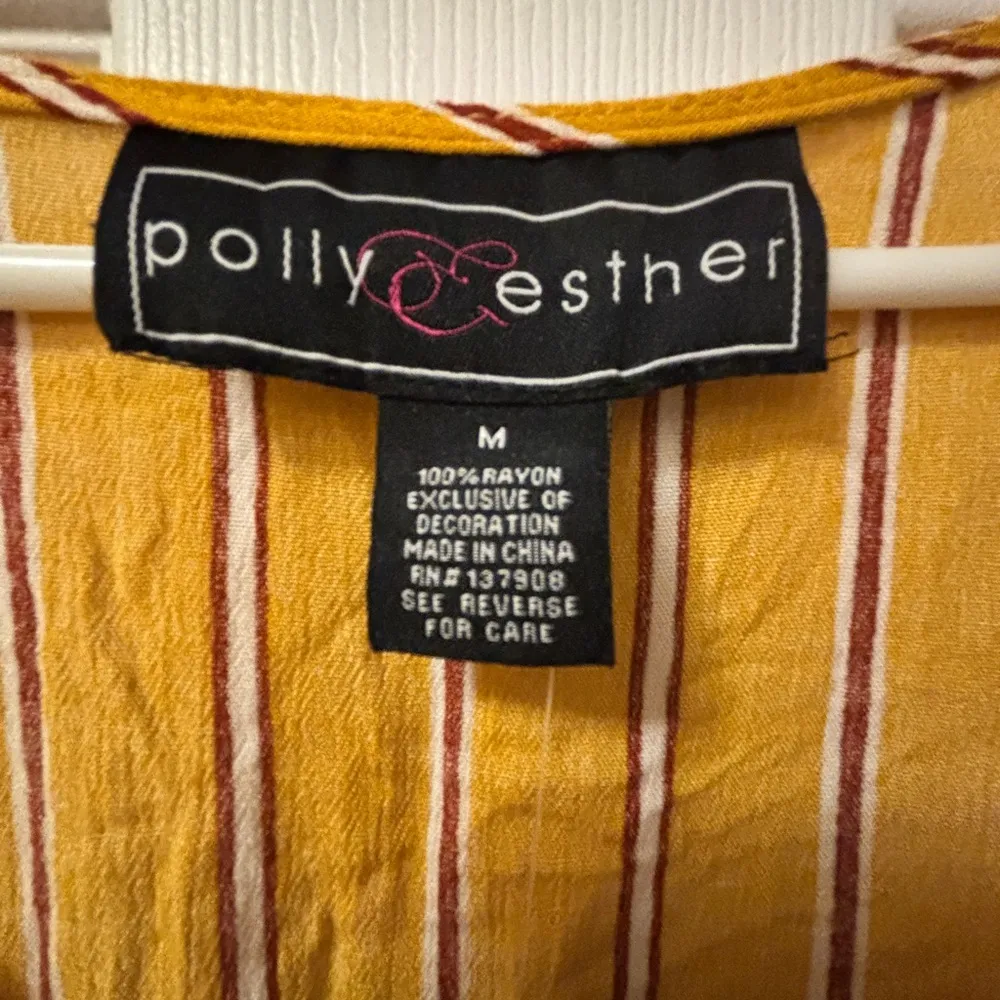 polly & esther
M
100% RAYON
EXCLUSIVE OF
DECORATION
MADE IN CHINA
RN# 137908
SEE REVERSE
FOR CARE